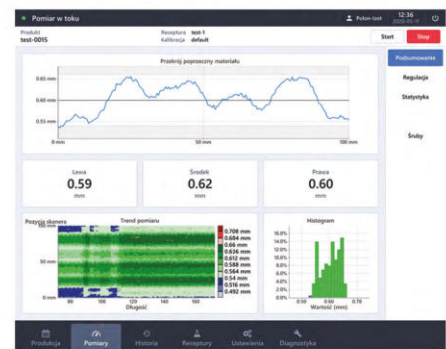 Pomiar w toku
Polon-Izot
12:36
Produkt
test-0015
Receptura test-1
Kalibracja default
Start
Stop
Podsumowanie
Regulacja
Statystyka
Śruby
Przekrój poprzeczny materiału
0.65 mm
0.60 mm
0.55 mm
0 mm
50 mm
100 mm
Lewa
0.59
mm
Środek
0.62
mm
Prawa
0.60
mm
Pozycja skanera
Trend pomiaru
100 mm
50 mm
0 mm
80
100
120
140
160
Długość
0.708 mm
0.684 mm
0.66 mm
0.636 mm
0.612 mm
0.588 mm
0.564 mm
0.54 mm
0.516 mm
0.492 mm
Histogram
16.0%
14.0%
12.0%
10.0%
8.0%
6.0%
4.0%
2.0%
0.0%
0.50
0.60
0.70
Wartość (mm)
Produkcja
Pomiary
Historia
Receptury
Ustawienia
Diagnostyka